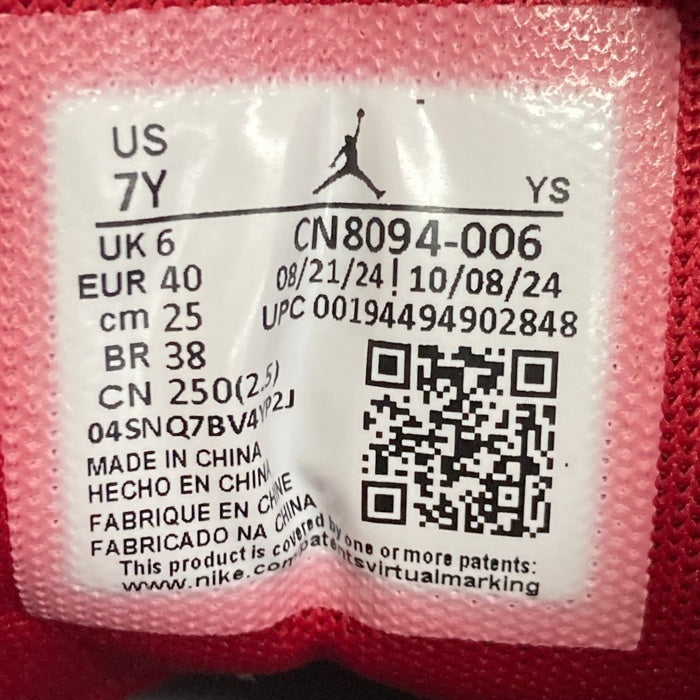 US
7Y
YS
UK 6
CN8094-006
EUR 40
08/21/24 | 10/08/24
cm 25
UPC 00194494902848
BR 38
CN 250(2.5)
04SNQ7BV4YP2J
MADE IN CHINA
HECHO EN CHINA
FABRIQUE EN CHINE
FABRICADO NA CHINA
This product is covered by one or more patents:
www.nike.com/patentsvirtualmarking